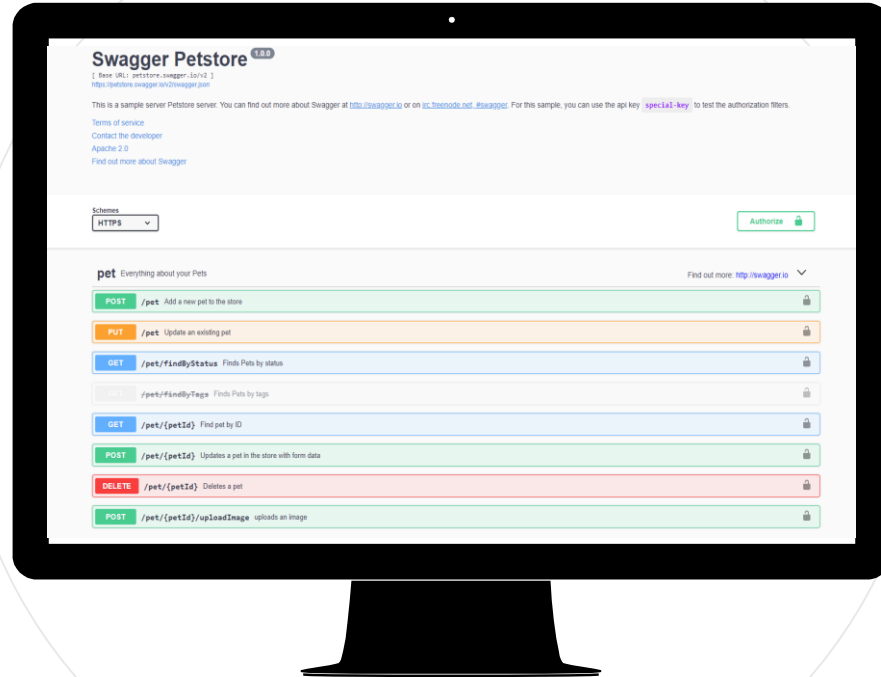 Swagger Petstore 1.0.0
[ Base URL: petstore.swagger.io/v2 ]
https://petstore.swagger.io/v2/swagger.json
This is a sample server Petstore server. You can find out more about Swagger at http://swagger.io or on irc.freenode.net, #swagger. For this sample, you can use the api key special-key to test the authorization filters.
Terms of service
Contact the developer
Apache 2.0
Find out more about Swagger
Schemes
HTTPS
Authorize
pet Everything about your Pets Find out more: http://swagger.io
POST /pet Add a new pet to the store
PUT /pet Update an existing pet
GET /pet/findByStatus Finds Pets by status
GET /pet/findByTags Finds Pets by tags
GET /pet/{petId} Find pet by ID
POST /pet/{petId} Updates a pet in the store with form data
DELETE /pet/{petId} Deletes a pet
POST /pet/{petId}/uploadImage uploads an image